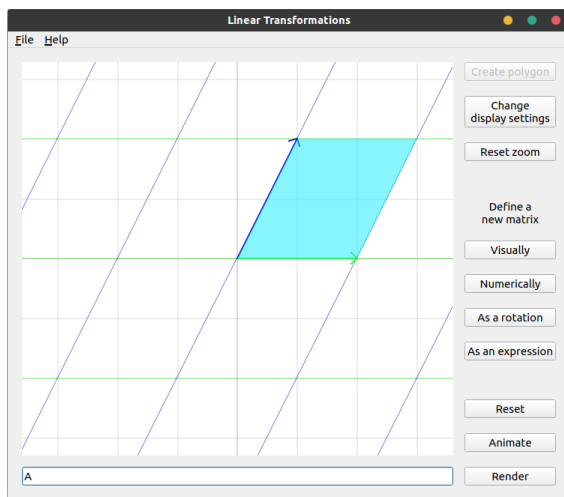 Linear Transformations
File Help
Create polygon
Change
display settings
Reset zoom
Define a
new matrix
Visually
Numerically
As a rotation
As an expression
Reset
Animate
A
Render